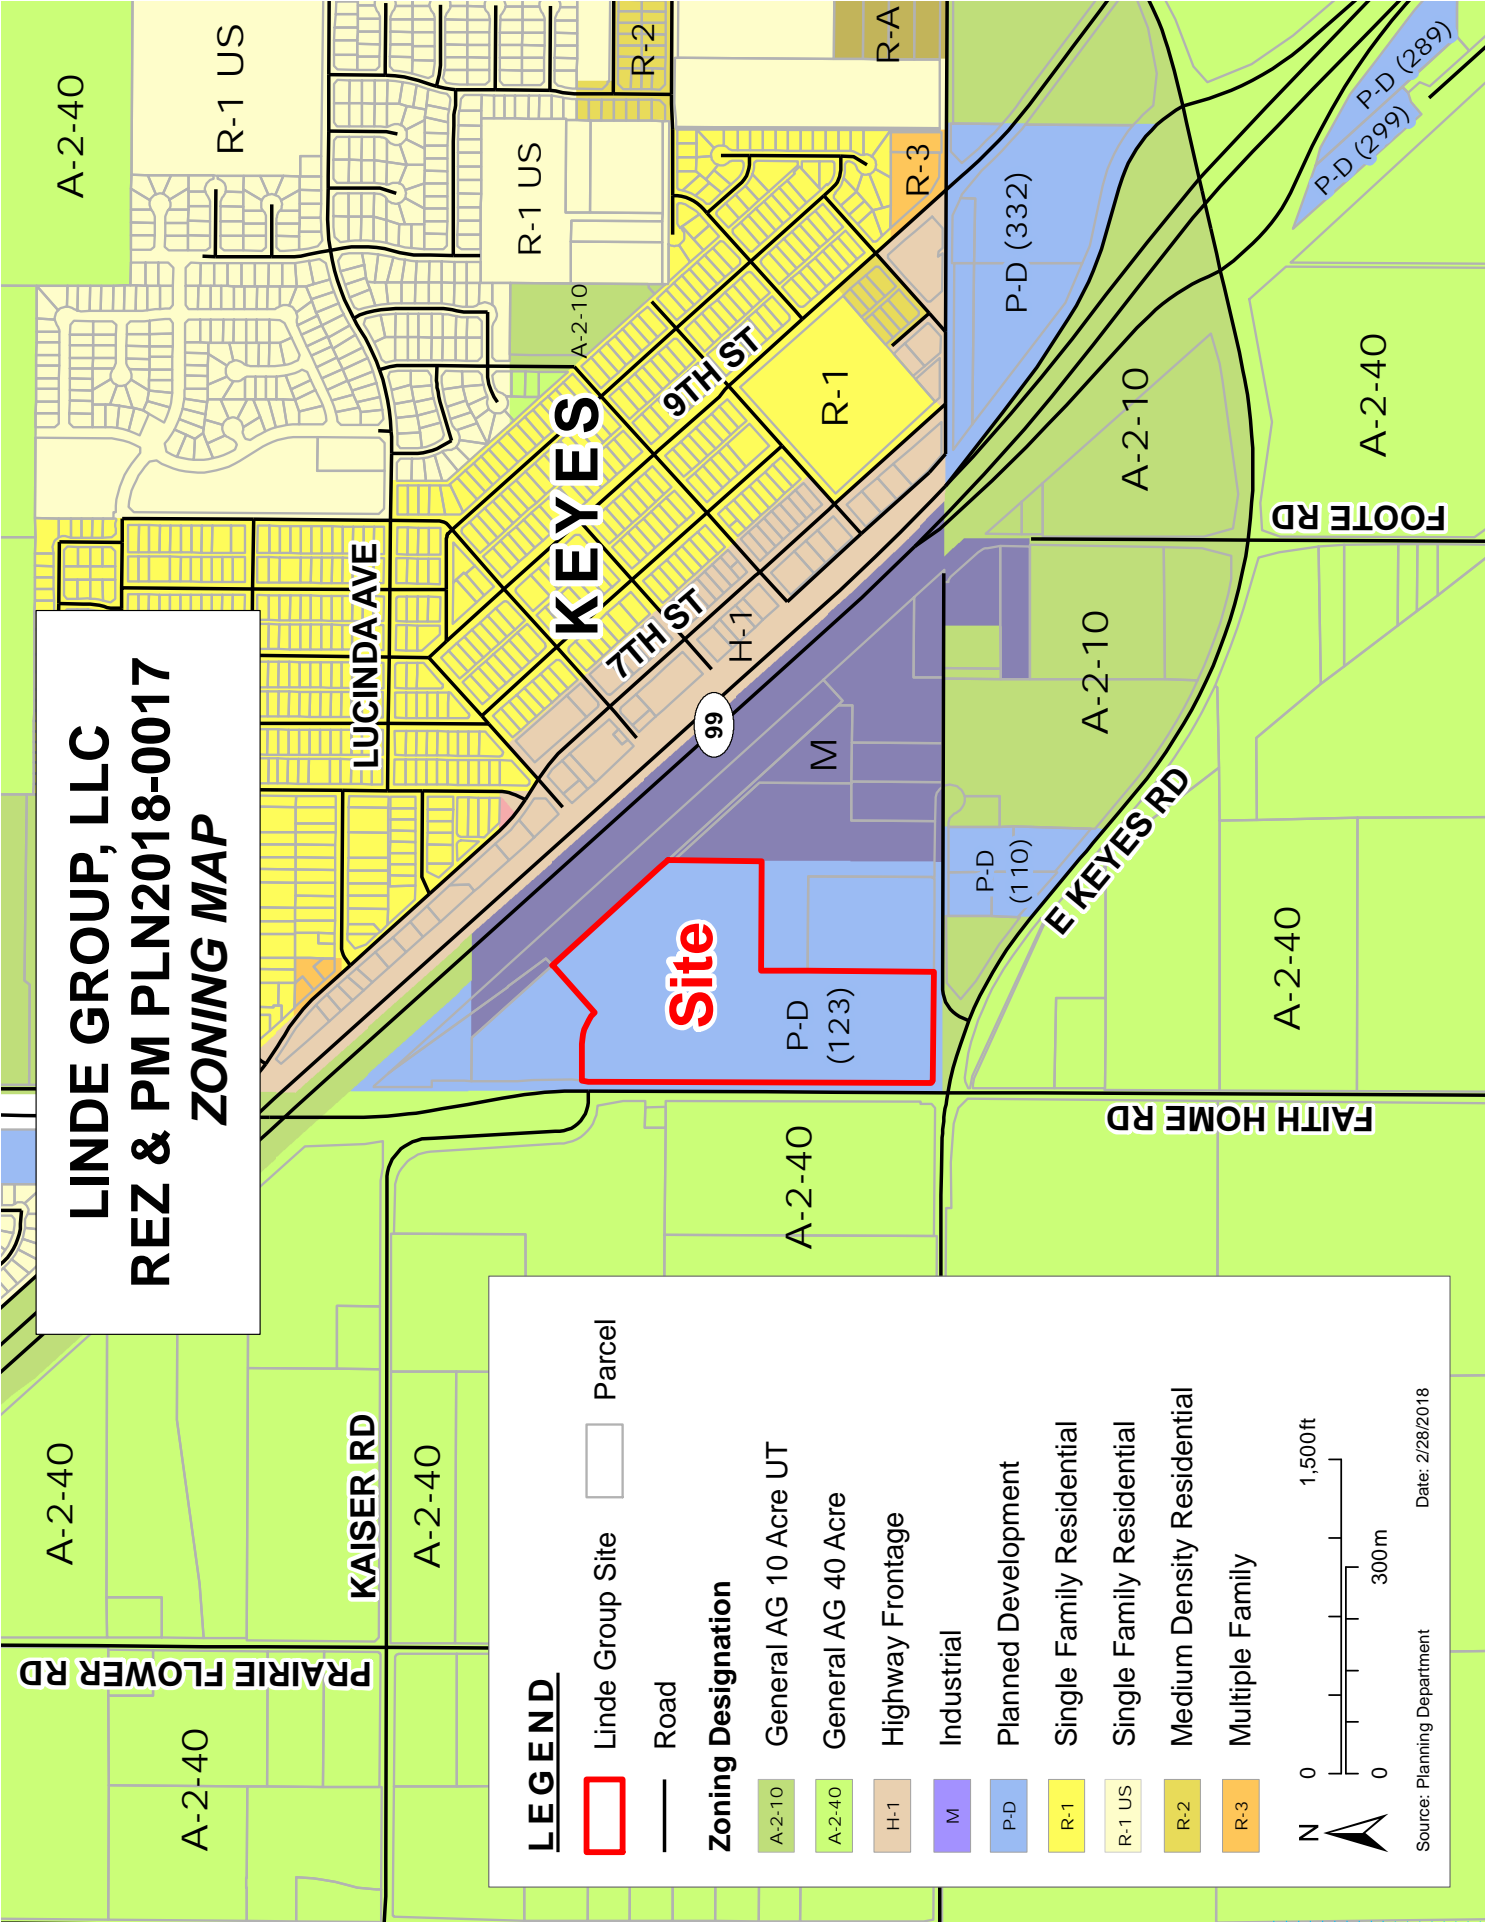 LINDE GROUP, LLC
REZ & PM PLN2018-0017
ZONING MAP
A-2-40
R-1 US
R-2
R-A
R-1 US
A-2-10
R-3
P-D (332)
P-D (289)
P-D (299)
KEYES
9TH ST
R-1
LUCINDA AVE
7TH ST
H-1
99
M
A-2-10
A-2-40
FOOTE RD
A-2-10
P-D
(110)
E KEYES RD
A-2-40
Site
P-D
(123)
FAITH HOME RD
A-2-40
A-2-40
KAISER RD
A-2-40
PRAIRIE FLOWER RD
A-2-40
LEGEND
Linde Group Site
Parcel
Road
Zoning Designation
A-2-10 General AG 10 Acre UT
A-2-40 General AG 40 Acre
H-1 Highway Frontage
M Industrial
P-D Planned Development
R-1 Single Family Residential
R-1 US Single Family Residential
R-2 Medium Density Residential
R-3 Multiple Family
N
0 1,500ft
0 300m
Source: Planning Department Date: 2/28/2018